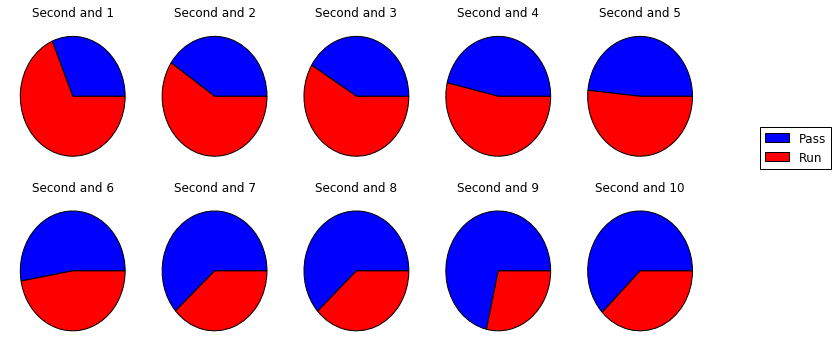 Second and 1
Second and 2
Second and 3
Second and 4
Second and 5
Pass
Run
Second and 6
Second and 7
Second and 8
Second and 9
Second and 10